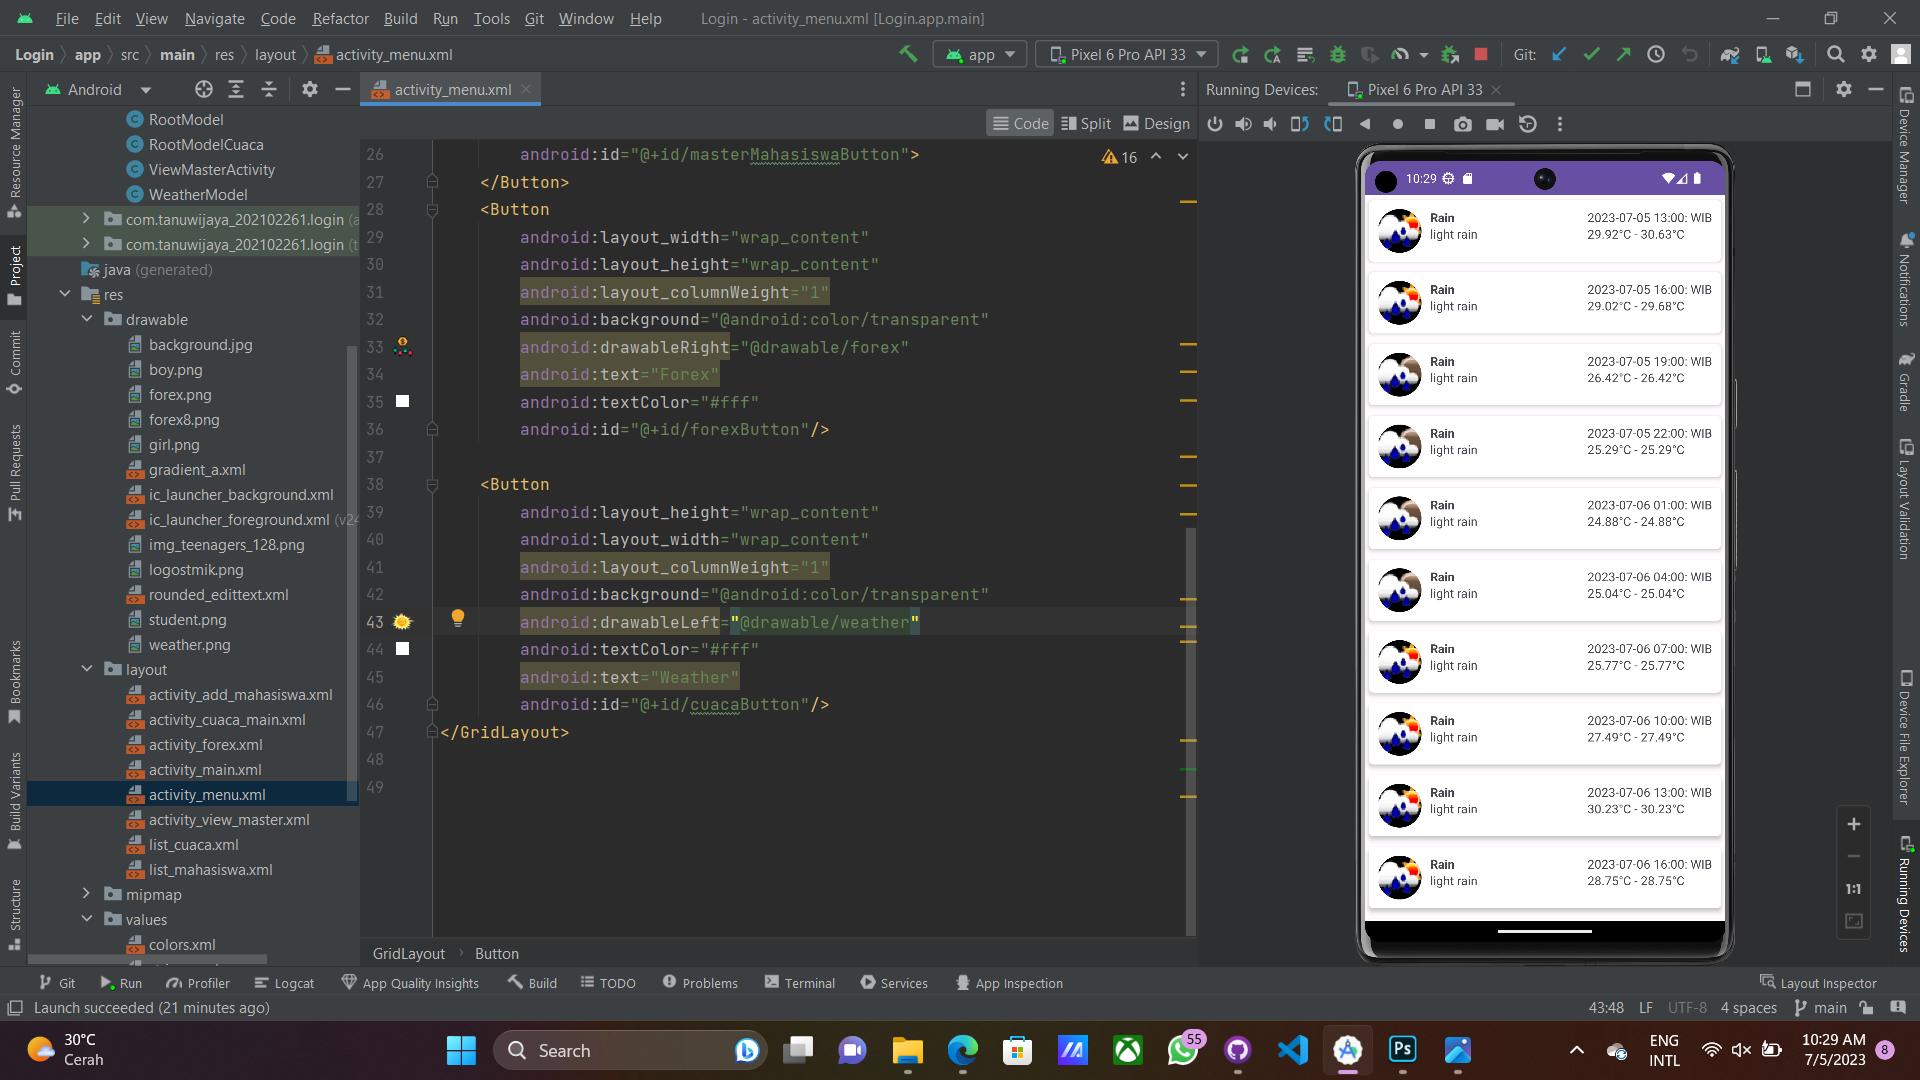 File Edit View Navigate Code Refactor Build Run Tools Git Window Help Login - activity_menu.xml [Login.app.main]
Login app src main res layout activity_menu.xml app Pixel 6 Pro API 33 Git:
Android activity_menu.xml Running Devices: Pixel 6 Pro API 33
Code Split Design
Resource Manager
Project
Commit
Pull Requests
Bookmarks
Build Variants
Structure
RootModel
RootModelCuaca
ViewMasterActivity
WeatherModel
com.tanuwijaya_202102261.login (a
com.tanuwijaya_202102261.login (t
java (generated)
res
drawable
background.jpg
boy.png
forex.png
forex8.png
girl.png
gradient_a.xml
ic_launcher_background.xml
ic_launcher_foreground.xml (v24
img_teenagers_128.png
logostmik.png
rounded_edittext.xml
student.png
weather.png
layout
activity_add_mahasiswa.xml
activity_cuaca_main.xml
activity_forex.xml
activity_main.xml
activity_menu.xml
activity_view_master.xml
list_cuaca.xml
list_mahasiswa.xml
mipmap
values
colors.xml
16
26 android:id="@+id/masterMahasiswaButton">
27 </Button>
28 <Button
29 android:layout_width="wrap_content"
30 android:layout_height="wrap_content"
31 android:layout_columnWeight="1"
32 android:background="@android:color/transparent"
33 android:drawableRight="@drawable/forex"
34 android:text="Forex"
35 android:textColor="#fff"
36 android:id="@+id/forexButton"/>
37
38 <Button
39 android:layout_height="wrap_content"
40 android:layout_width="wrap_content"
41 android:layout_columnWeight="1"
42 android:background="@android:color/transparent"
43 android:drawableLeft="@drawable/weather"
44 android:textColor="#fff"
45 android:text="Weather"
46 android:id="@+id/cuacaButton"/>
47 </GridLayout>
48
49
GridLayout Button
10:29
Rain 2023-07-05 13:00: WIB
light rain 29.92°C - 30.63°C
Rain 2023-07-05 16:00: WIB
light rain 29.02°C - 29.68°C
Rain 2023-07-05 19:00: WIB
light rain 26.42°C - 26.42°C
Rain 2023-07-05 22:00: WIB
light rain 25.29°C - 25.29°C
Rain 2023-07-06 01:00: WIB
light rain 24.88°C - 24.88°C
Rain 2023-07-06 04:00: WIB
light rain 25.04°C - 25.04°C
Rain 2023-07-06 07:00: WIB
light rain 25.77°C - 25.77°C
Rain 2023-07-06 10:00: WIB
light rain 27.49°C - 27.49°C
Rain 2023-07-06 13:00: WIB
light rain 30.23°C - 30.23°C
Rain 2023-07-06 16:00: WIB
light rain 28.75°C - 28.75°C
1:1
Device Manager
Notifications
Gradle
Layout Validation
Device File Explorer
Running Devices
Git Run Profiler Logcat App Quality Insights Build TODO Problems Terminal Services App Inspection Layout Inspector
Launch succeeded (21 minutes ago) 43:48 LF UTF-8 4 spaces main
30°C
Cerah
Search
55
Ps
ENG
INTL
10:29 AM
7/5/2023
8